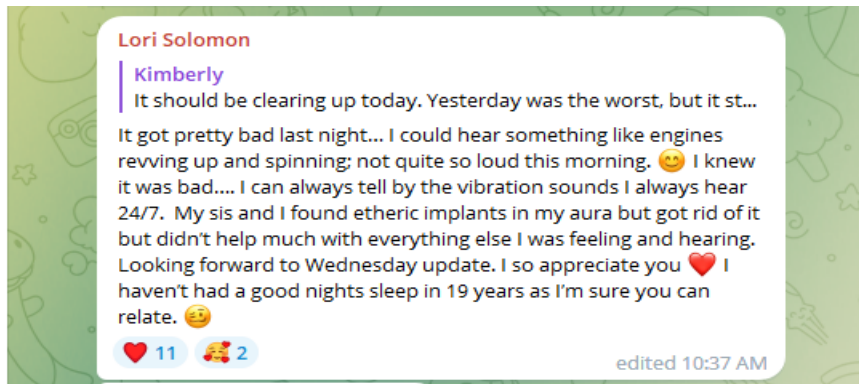 Lori Solomon
Kimberly
It should be clearing up today. Yesterday was the worst, but it st...
It got pretty bad last night... I could hear something like engines
revving up and spinning; not quite so loud this morning. 😊 I knew
it was bad.... I can always tell by the vibration sounds I always hear
24/7.  My sis and I found etheric implants in my aura but got rid of it
but didn’t help much with everything else I was feeling and hearing.
Looking forward to Wednesday update. I so appreciate you ❤️ I
haven’t had a good nights sleep in 19 years as I’m sure you can
relate. 🥴
❤️ 11 🥰 2
edited 10:37 AM